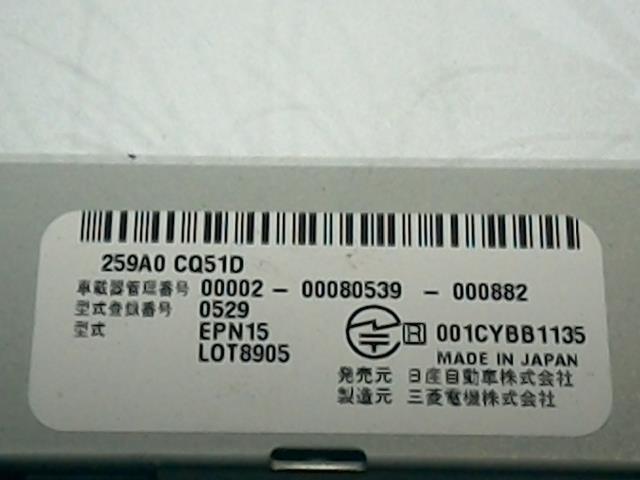 259A0 CQ51D
車載器管理番号 00002 - 00080539 - 000882
型式登録番号 0529
型式 EPN15
R 001CYBB1135
LOT8905
MADE IN JAPAN
発売元 日産自動車株式会社
製造元 三菱電機株式会社